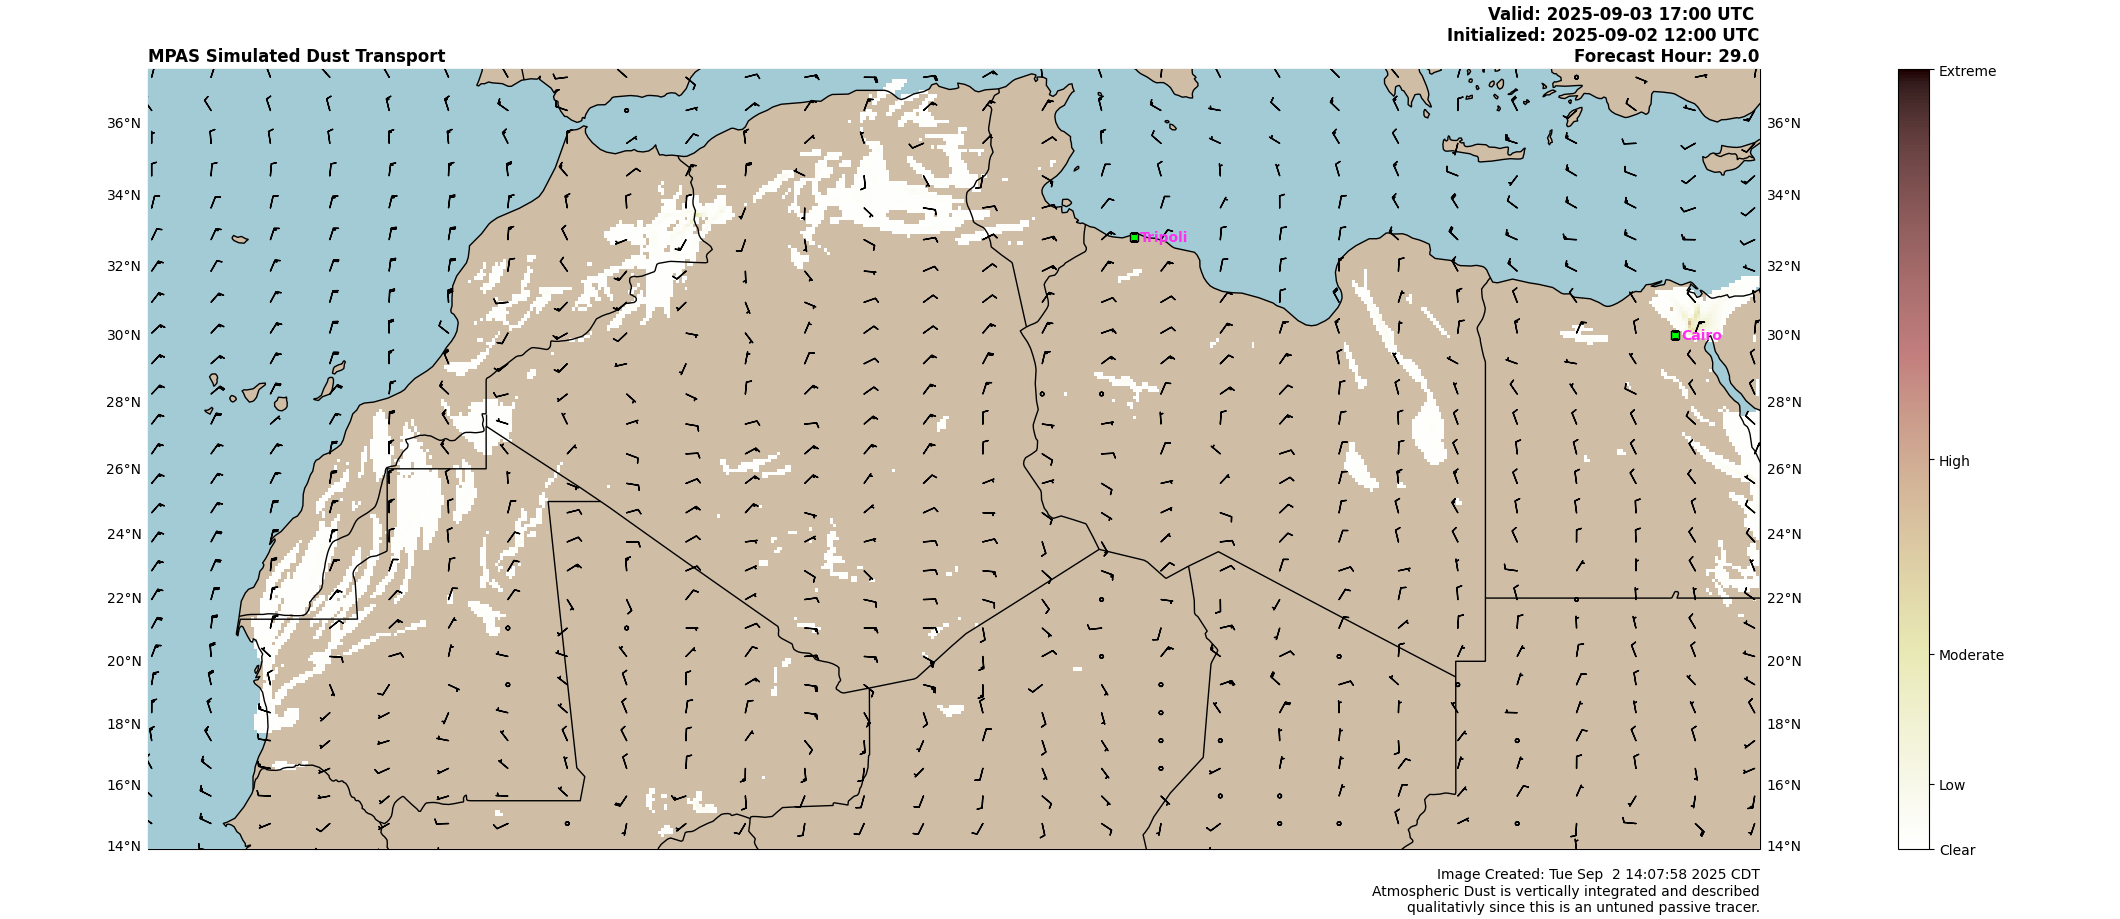 Valid: 2025-09-03 17:00 UTC
Initialized: 2025-09-02 12:00 UTC
MPAS Simulated Dust Transport
Forecast Hour: 29.0
Extreme
36°N
36°N
34°N
34°N
Tripoli
32°N
32°N
30°N
Cairo
30°N
28°N
28°N
26°N
26°N
High
24°N
24°N
22°N
22°N
20°N
20°N
Moderate
18°N
18°N
16°N
16°N
Low
14°N
14°N
Clear
Image Created: Tue Sep  2 14:07:58 2025 CDT
Atmospheric Dust is vertically integrated and described
qualitativly since this is an untuned passive tracer.